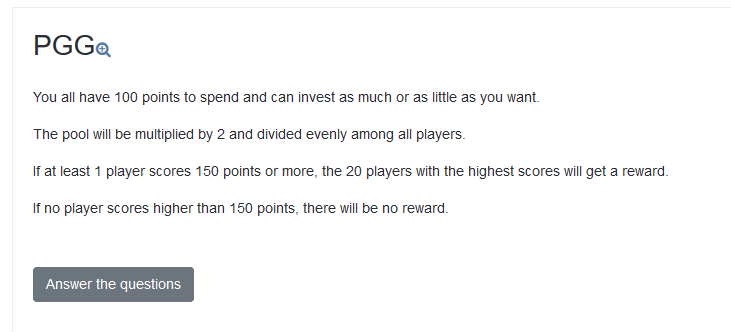 PGG
You all have 100 points to spend and can invest as much or as little as you want.
The pool will be multiplied by 2 and divided evenly among all players.
If at least 1 player scores 150 points or more, the 20 players with the highest scores will get a reward.
If no player scores higher than 150 points, there will be no reward.
Answer the questions